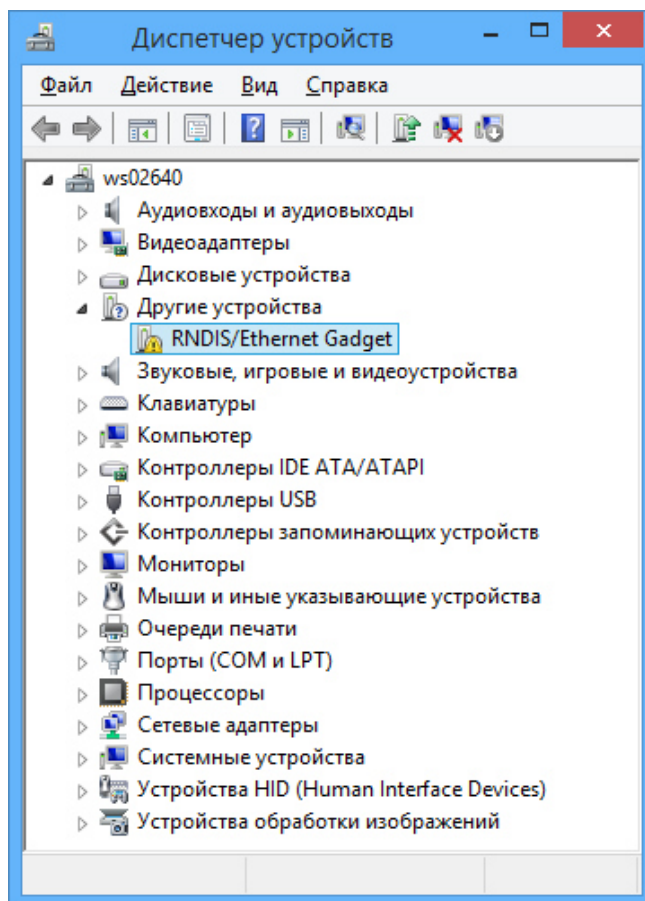 Диспетчер устройств
Файл Действие Вид Справка
ws02640
Аудиовходы и аудиовыходы
Видеоадаптеры
Дисковые устройства
Другие устройства
RNDIS/Ethernet Gadget
Звуковые, игровые и видеоустройства
Клавиатуры
Компьютер
Контроллеры IDE ATA/ATAPI
Контроллеры USB
Контроллеры запоминающих устройств
Мониторы
Мыши и иные указывающие устройства
Очереди печати
Порты (COM и LPT)
Процессоры
Сетевые адаптеры
Системные устройства
Устройства HID (Human Interface Devices)
Устройства обработки изображений